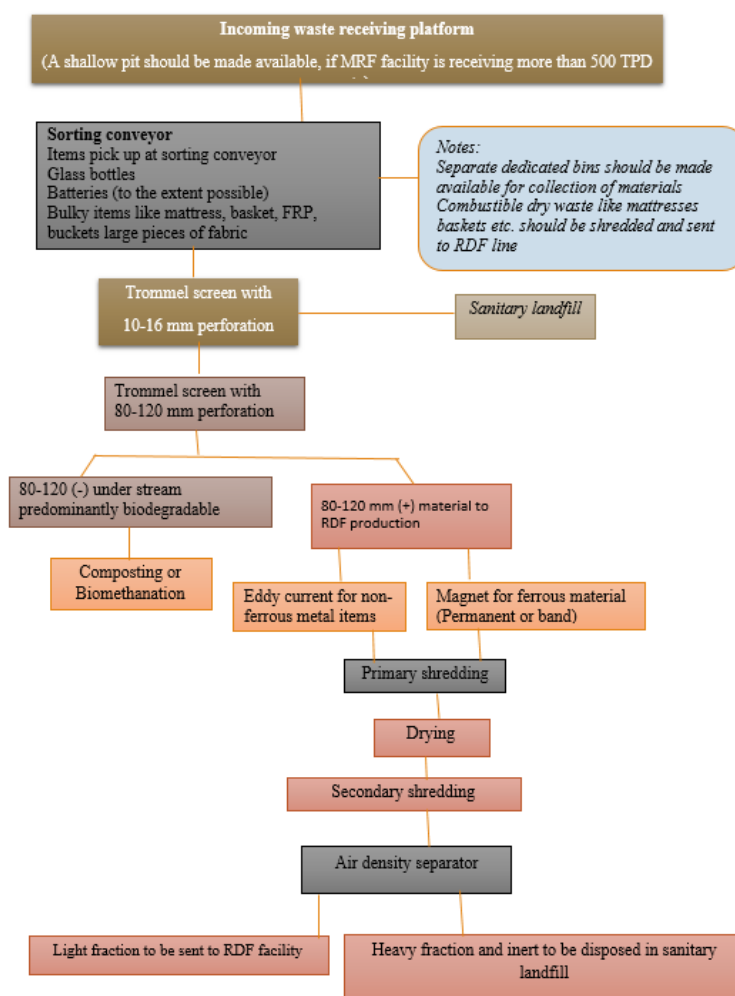 Incoming waste receiving platform
(A shallow pit should be made available, if MRF facility is receiving more than 500 TPD
Sorting conveyor
Items pick up at sorting conveyor
Glass bottles
Batteries (to the extent possible)
Bulky items like mattress, basket, FRP,
buckets large pieces of fabric
Notes:
Separate dedicated bins should be made
available for collection of materials
Combustible dry waste like mattresses
baskets etc. should be shredded and sent
to RDF line
Trommel screen with
10-16 mm perforation
Sanitary landfill
Trommel screen with
80-120 mm perforation
80-120 (-) under stream
predominantly biodegradable
80-120 mm (+) material to
RDF production
Composting or
Biomethanation
Eddy current for non-
ferrous metal items
Magnet for ferrous material
(Permanent or band)
Primary shredding
Drying
Secondary shredding
Air density separator
Light fraction to be sent to RDF facility
Heavy fraction and inert to be disposed in sanitary
landfill